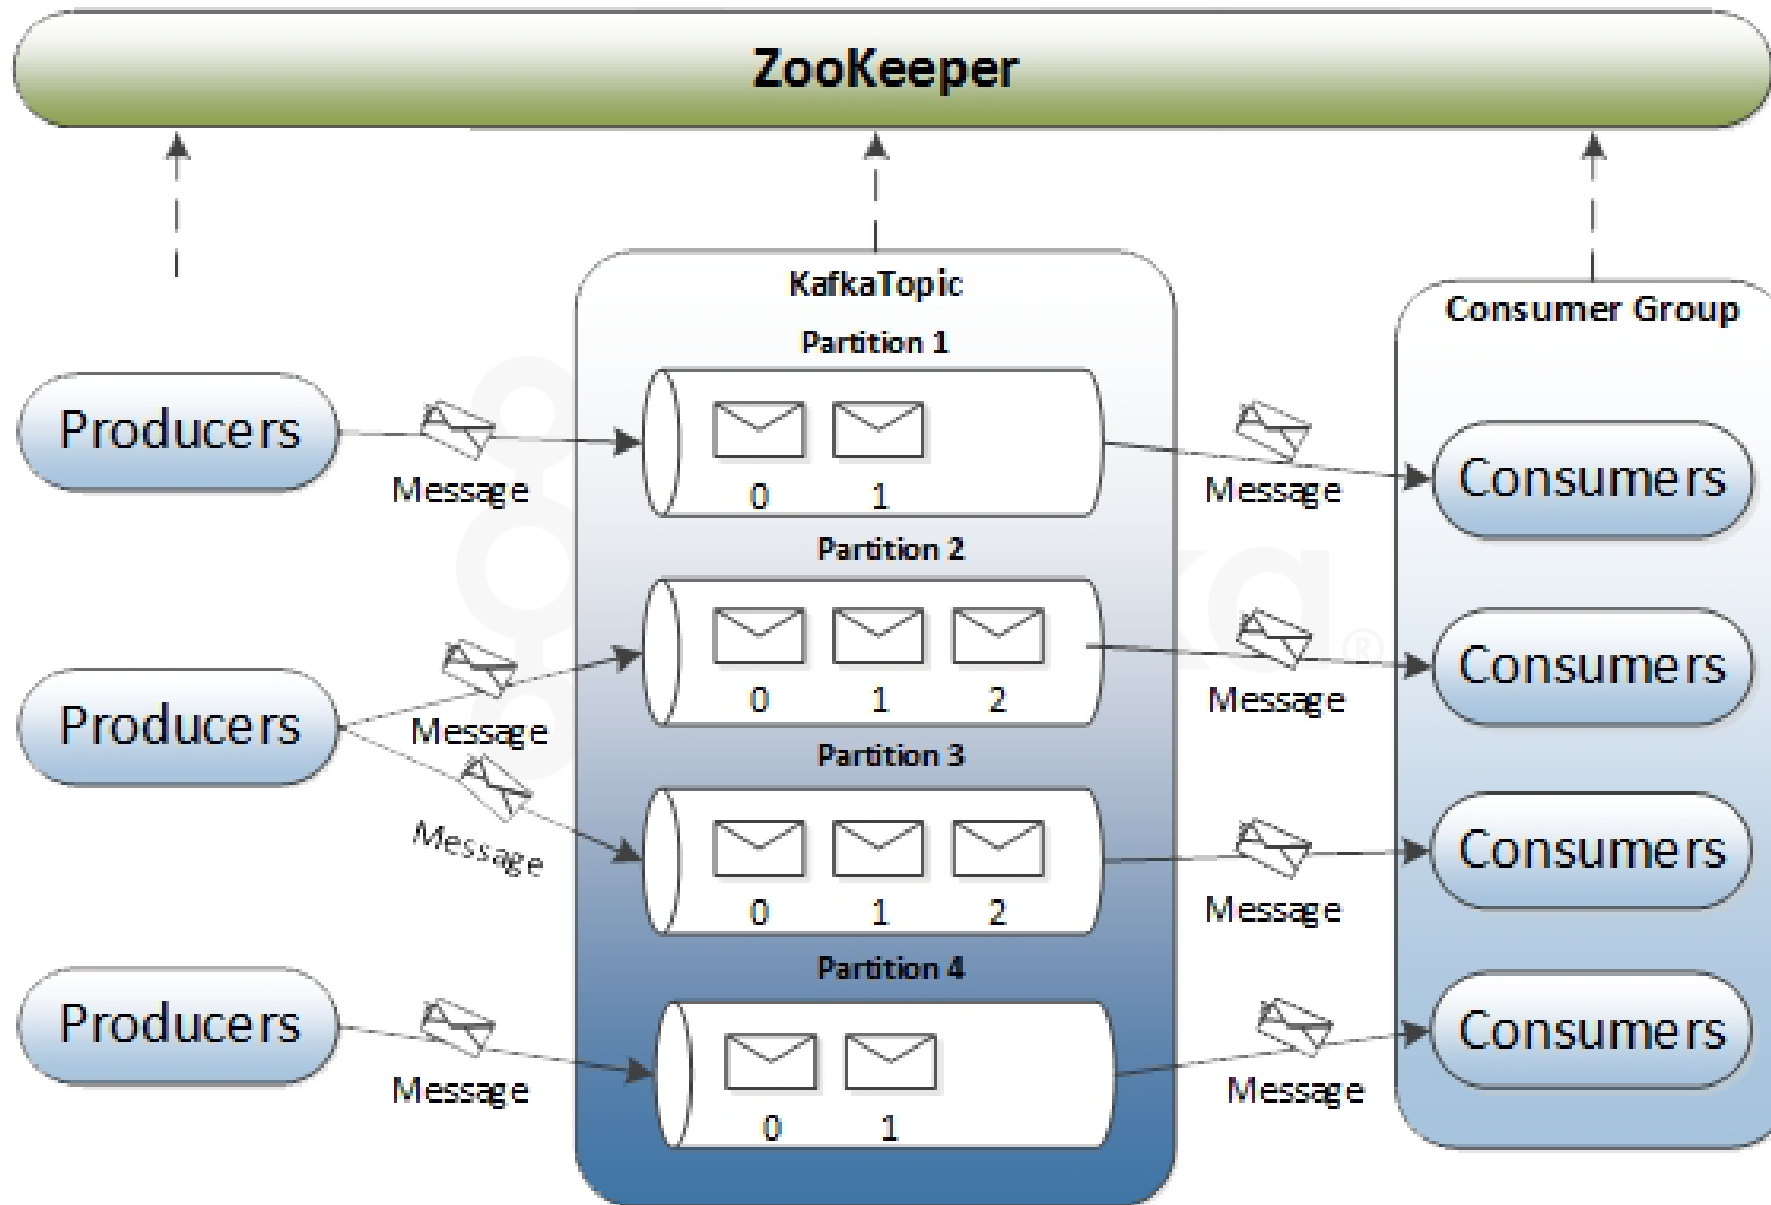 ZooKeeper
KafkaTopic
Consumer Group
Partition 1
Producers
Message
0 1
Message
Consumers
Partition 2
Producers
Message
Message
0 1 2
Message
Consumers
Partition 3
0 1 2
Message
Consumers
Partition 4
Producers
Message
0 1
Message
Consumers
ka
®